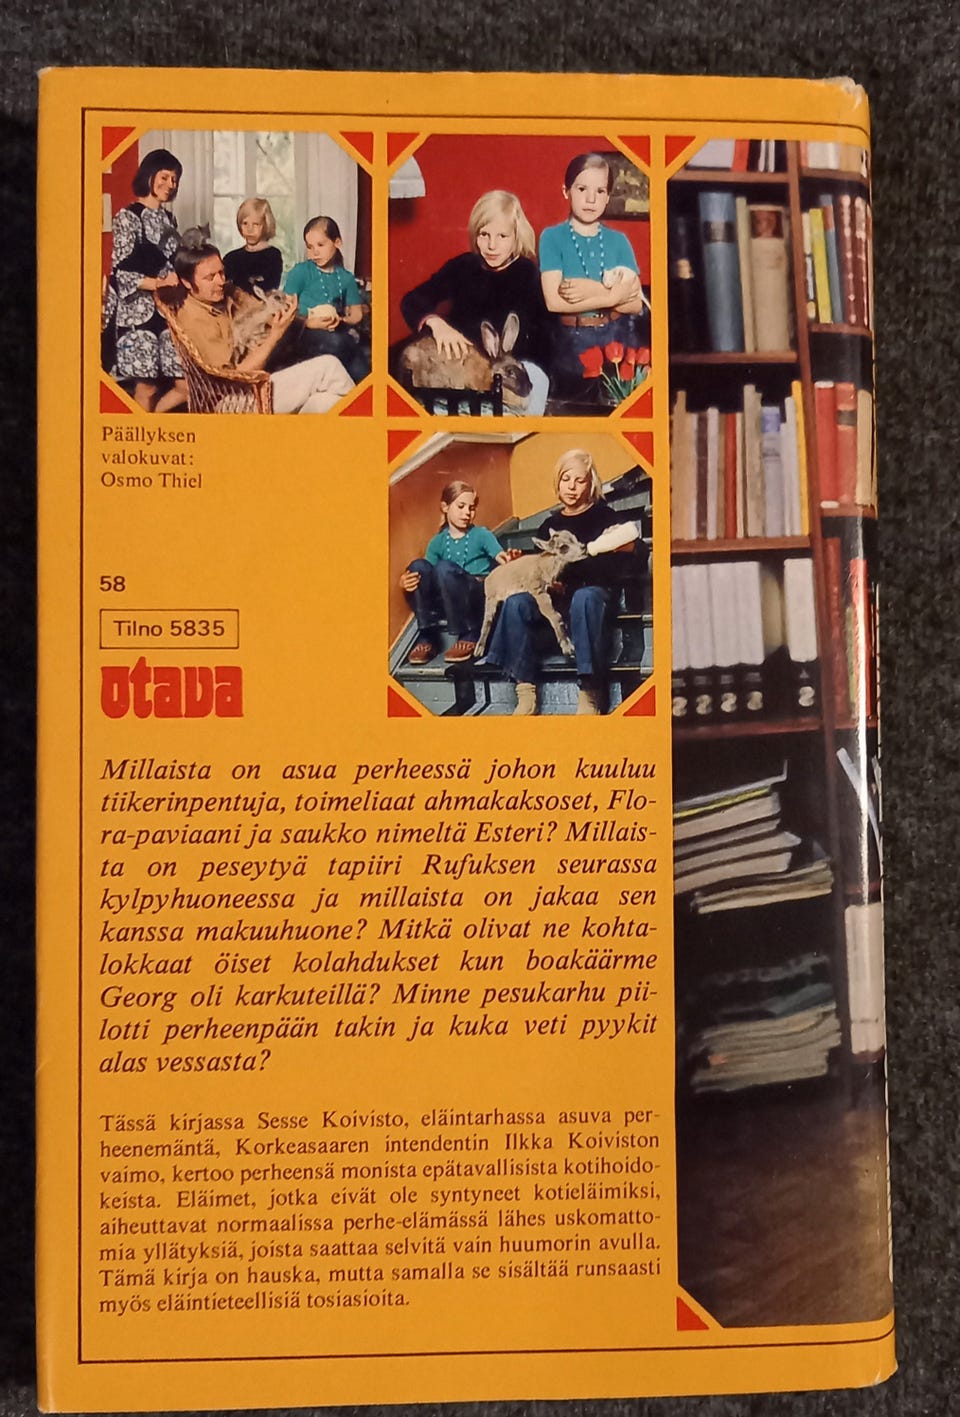 Päällyksen
valokuvat:
Osmo Thiel
58
Tilno 5835
otava
Millaista on asua perheessä johon kuuluu
tiikerinpentuja, toimeliaat ahmakaksoset, Flo-
ra-paviaani ja saukko nimeltä Esteri? Millais-
ta on peseytyä tapiiri Rufuksen seurassa
kylpyhuoneessa ja millaista on jakaa sen
kanssa makuuhuone? Mitkä olivat ne kohta-
lokkaat öiset kolahdukset kun boakäärme
Georg oli karkuteillä? Minne pesukarhu pii-
lotti perheenpään takin ja kuka veti pyykit
alas vessasta?
Tässä kirjassa Sesse Koivisto, eläintarhassa asuva per-
heenemäntä, Korkeasaaren intendentin Ilkka Koiviston
vaimo, kertoo perheensä monista epätavallisista kotihoido-
keista. Eläimet, jotka eivät ole syntyneet kotieläimiksi,
aiheuttavat normaalissa perhe-elämässä lähes uskomatto-
mia yllätyksiä, joista saattaa selvitä vain huumorin avulla.
Tämä kirja on hauska, mutta samalla se sisältää runsaasti
myös eläintieteellisiä tosiasioita.